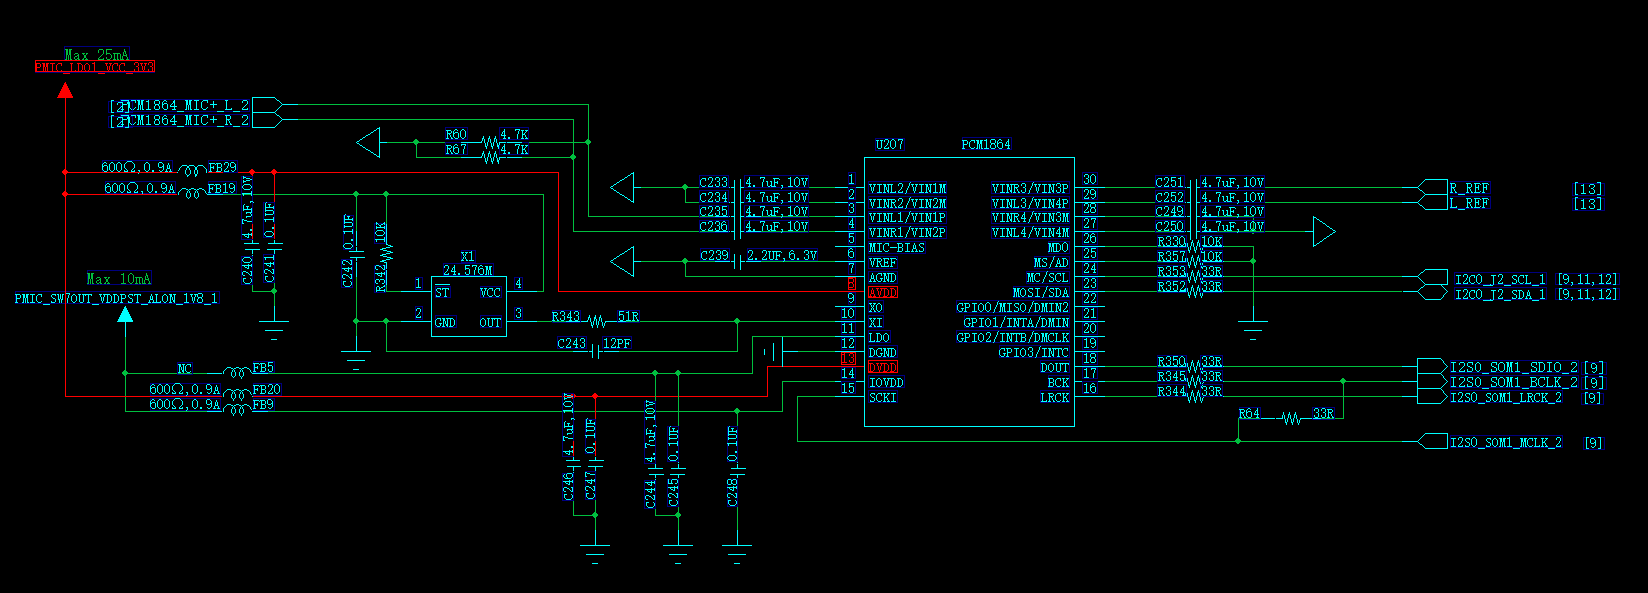 Max 25mA
PMIC_LDO1_VCC_3V3
[2]PCM1864_MIC+_L_2
[2]PCM1864_MIC+_R_2
R60 4.7K
R67 4.7K
600Ω,0.9A FB29
600Ω,0.9A FB19
C240 4.7uF,10V
C241 0.1UF
C242 0.1UF
R342 10K
X1
24.576M
1 ST VCC 4
2 GND OUT 3
R343 51R
C243 12PF
Max 10mA
PMIC_SW7OUT_VDDPST_ALON_1V8_1
NC FB5
600Ω,0.9A FB20
600Ω,0.9A FB9
C246 4.7uF,10V
C247 0.1UF
C244 4.7uF,10V
C245 0.1UF
C248 0.1UF
C233 4.7uF,10V
C234 4.7uF,10V
C235 4.7uF,10V
C236 4.7uF,10V
C239 2.2UF,6.3V
U207 PCM1864
1 VINL2/VIN1M
2 VINR2/VIN2M
3 VINL1/VIN1P
4 VINR1/VIN2P
5 MIC-BIAS
6 VREF
7 AGND
8 AVDD
9 XO
10 XI
11 LDO
12 DGND
13 DVDD
14 IOVDD
15 SCKI
VINR3/VIN3P 30
VINL3/VIN4P 29
VINR4/VIN3M 28
VINL4/VIN4M 27
MDO 26
MS/AD 25
MC/SCL 24
MOSI/SDA 23
GPIO0/MISO/DMIN2 22
GPIO1/INTA/DMIN 21
GPIO2/INTB/DMCLK 20
GPIO3/INTC 19
DOUT 18
BCK 17
LRCK 16
C251 4.7uF,10V
C252 4.7uF,10V
C249 4.7uF,10V
C250 4.7uF,10V
R330 10K
R357 10K
R353 33R
R352 33R
R350 33R
R345 33R
R344 33R
R64 33R
R_REF [13]
L_REF [13]
I2C0_J2_SCL_1 [9,11,12]
I2C0_J2_SDA_1 [9,11,12]
I2S0_SOM1_SDIO_2 [9]
I2S0_SOM1_BCLK_2 [9]
I2S0_SOM1_LRCK_2 [9]
I2S0_SOM1_MCLK_2 [9]